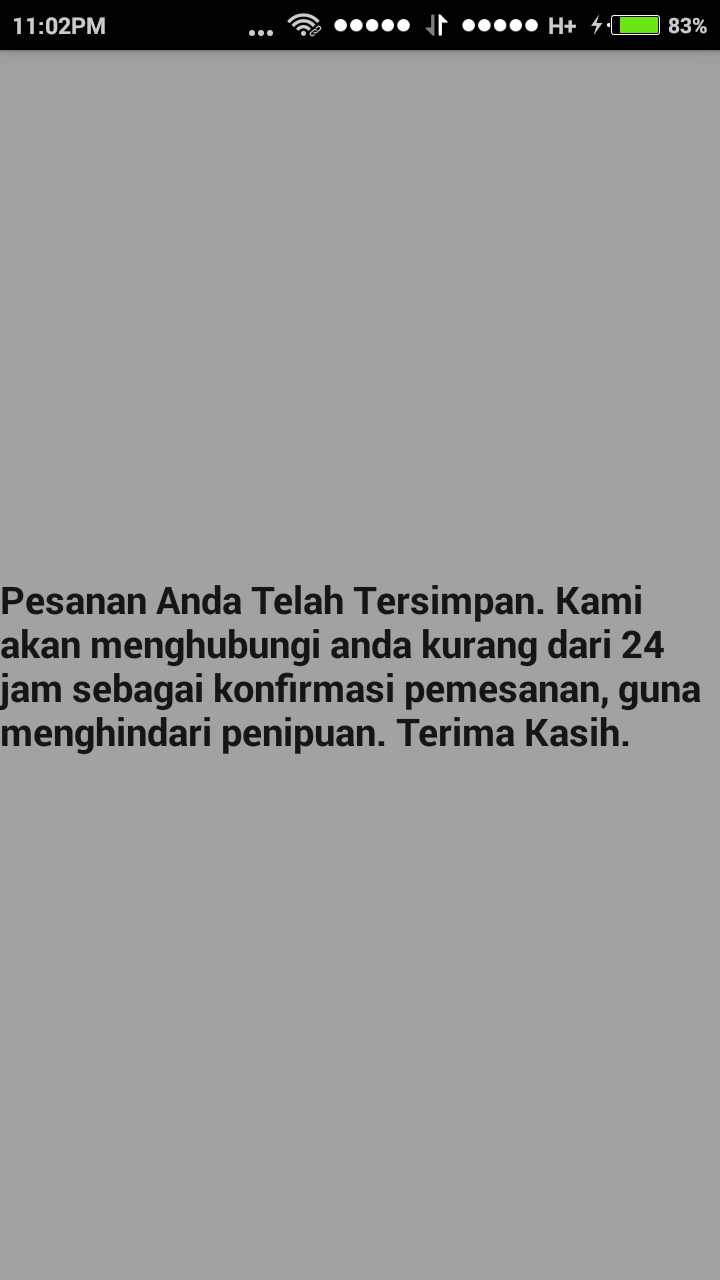 11:02PM ... H+ 83%
Pesanan Anda Telah Tersimpan. Kami
akan menghubungi anda kurang dari 24
jam sebagai konfirmasi pemesanan, guna
menghindari penipuan. Terima Kasih.